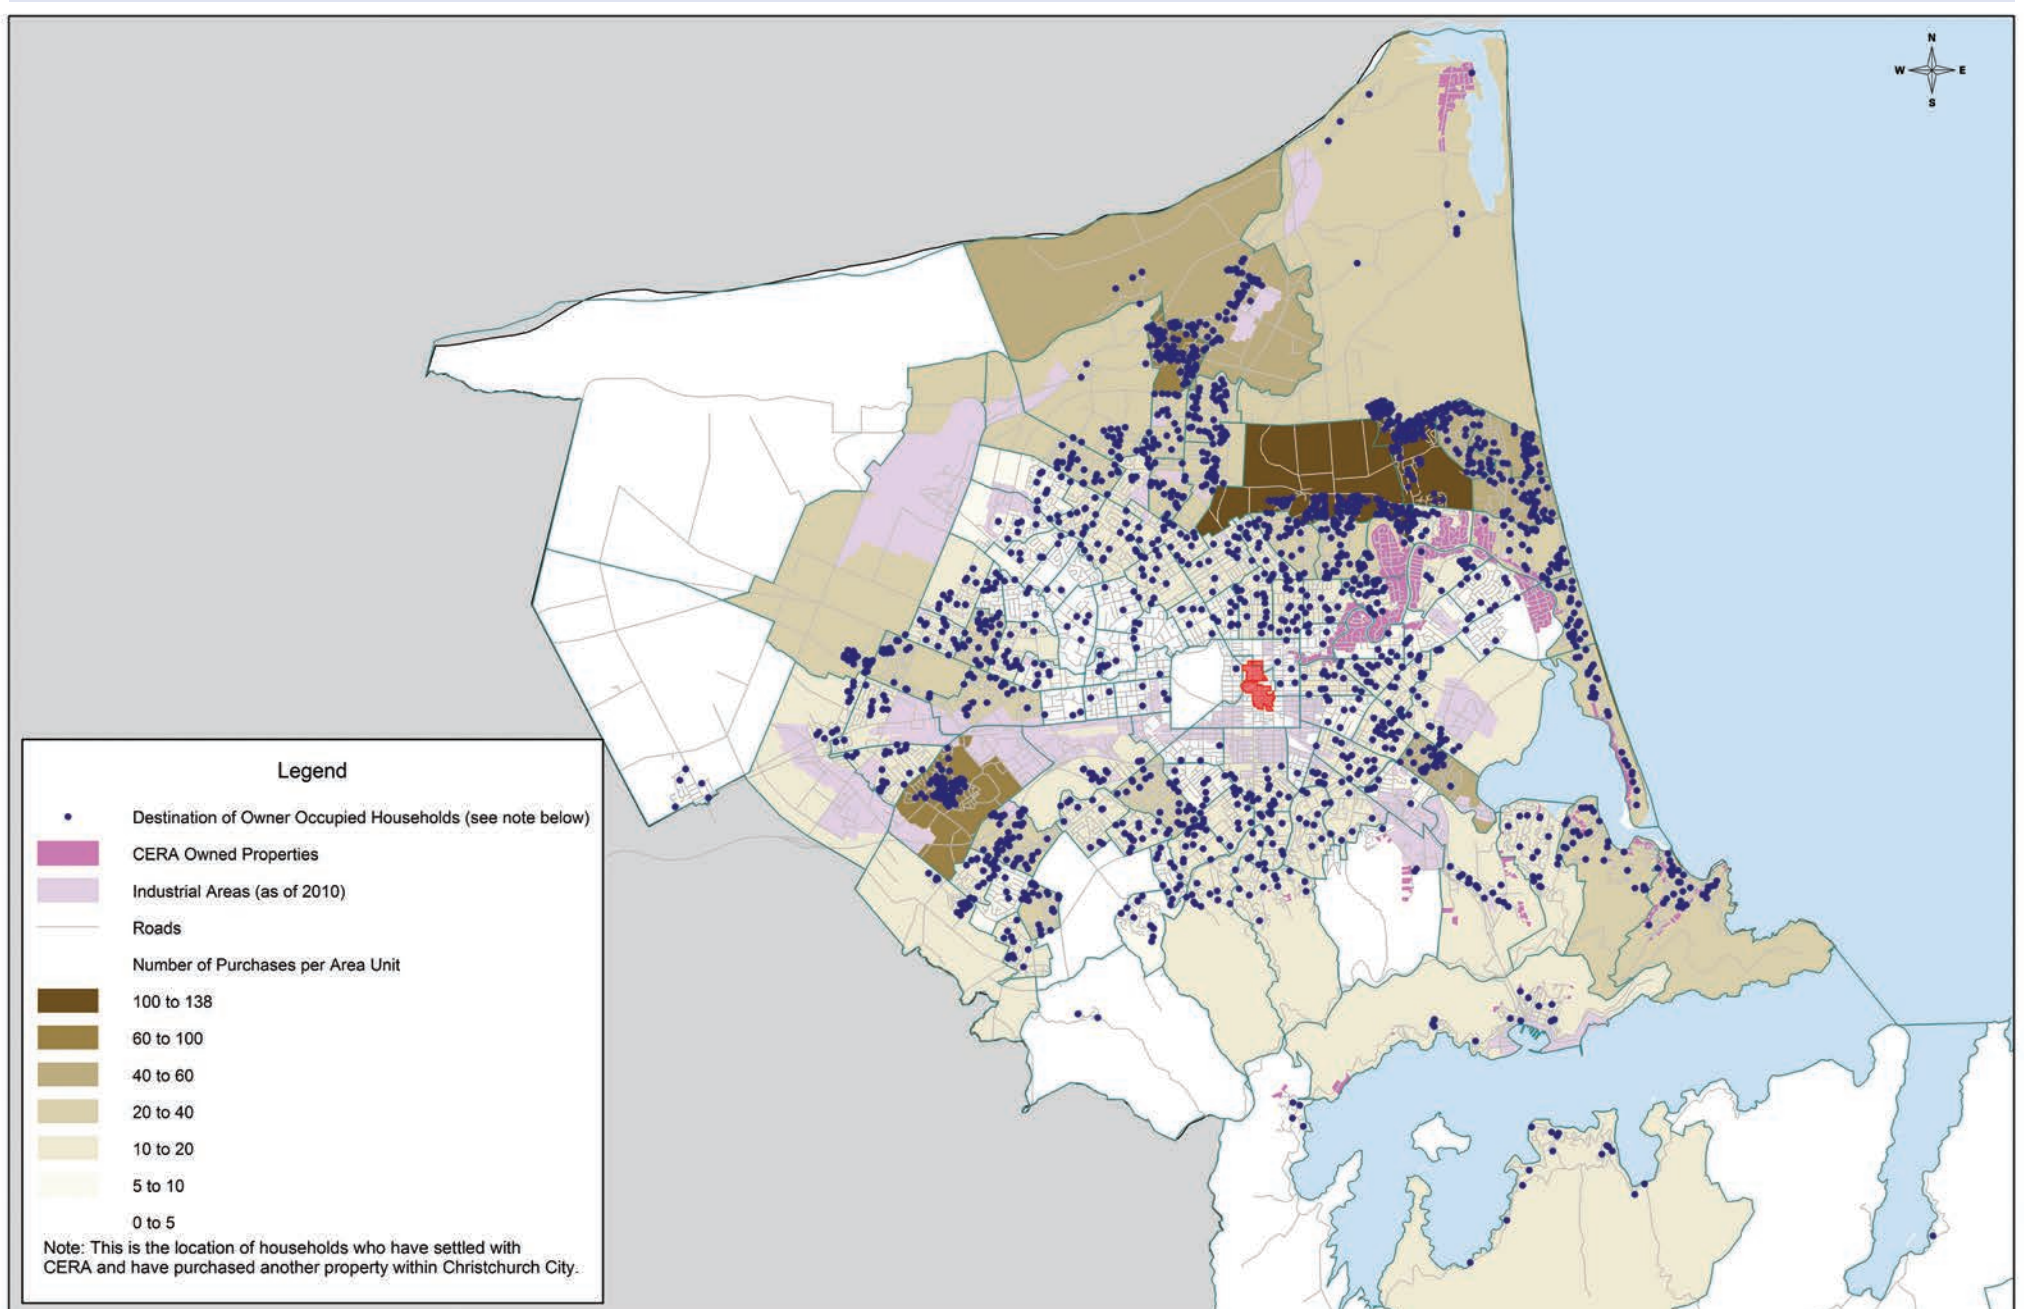 N
W E
S
Legend
Destination of Owner Occupied Households (see note below)
CERA Owned Properties
Industrial Areas (as of 2010)
Roads
Number of Purchases per Area Unit
100 to 138
60 to 100
40 to 60
20 to 40
10 to 20
5 to 10
0 to 5
Note: This is the location of households who have settled with
CERA and have purchased another property within Christchurch City.